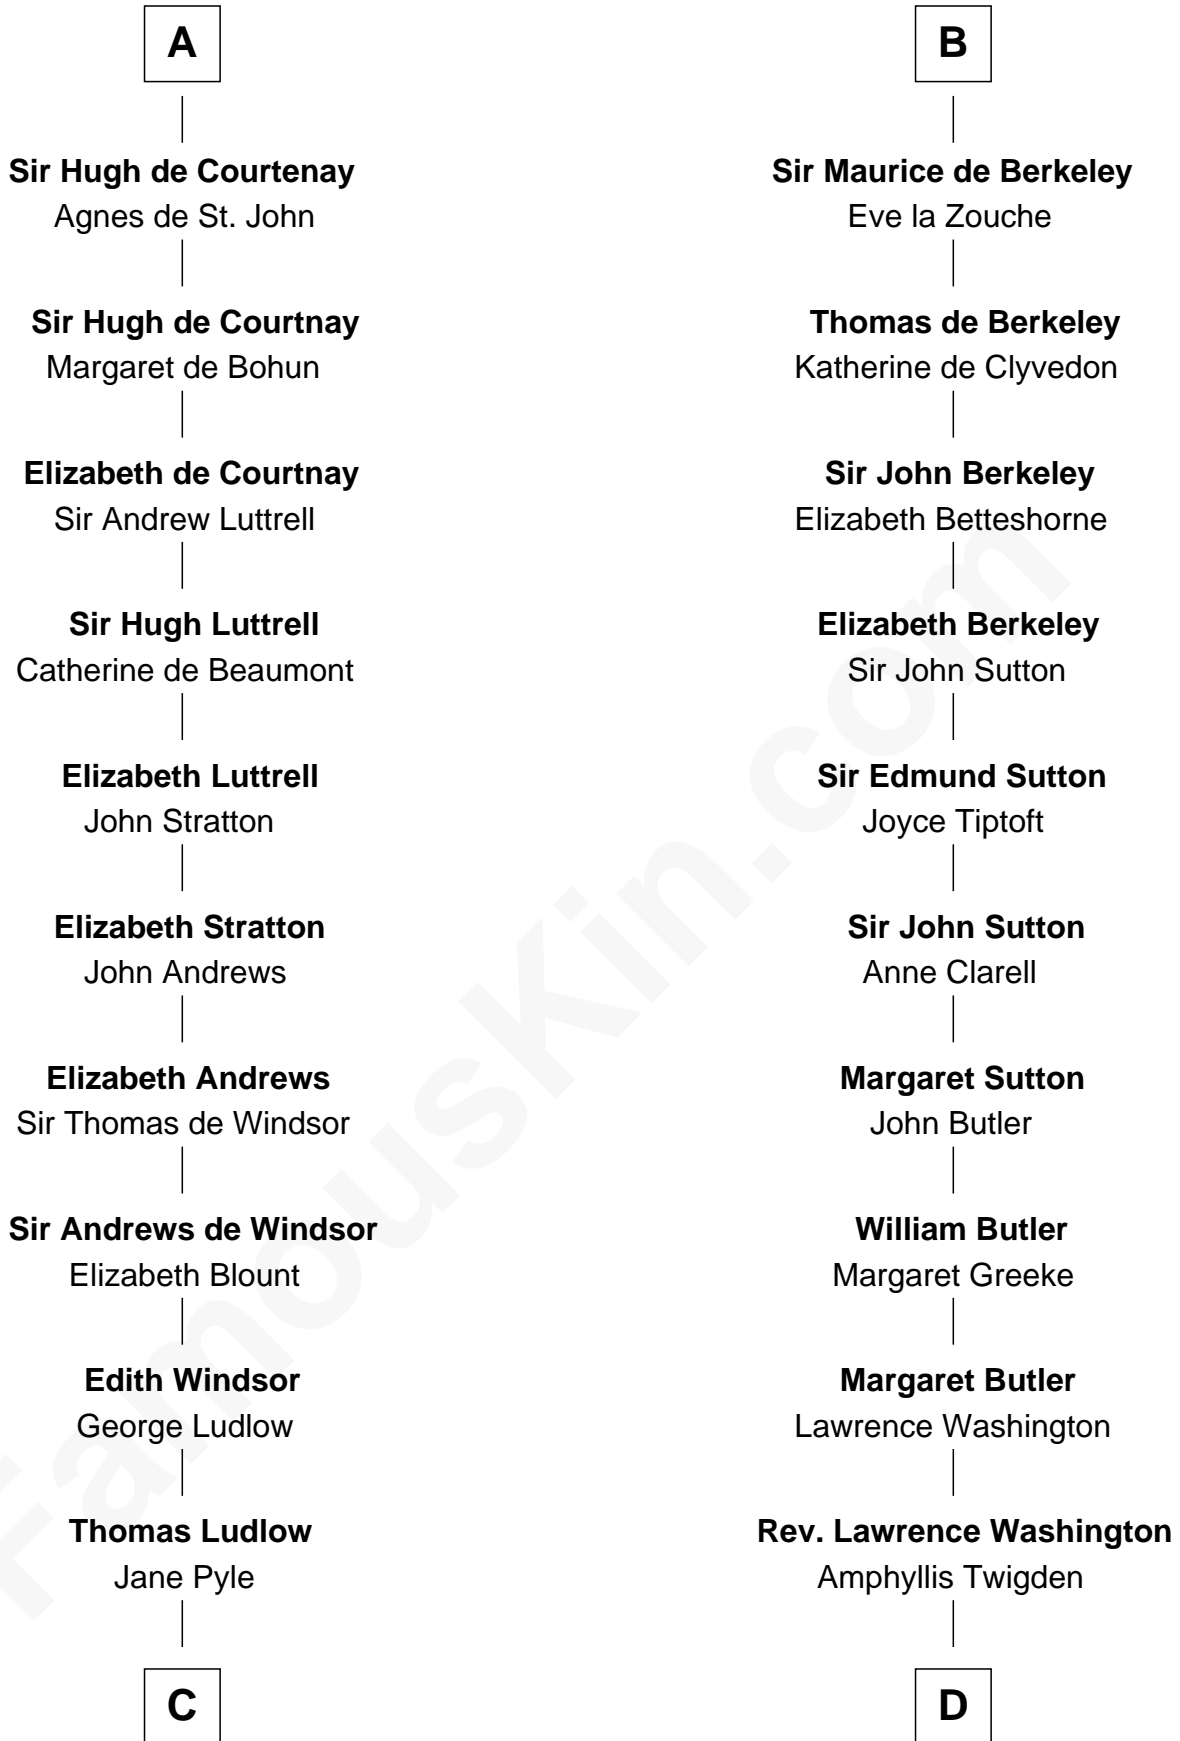 A
Sir Hugh de Courtenay
Agnes de St. John
Sir Hugh de Courtnay
Margaret de Bohun
Elizabeth de Courtnay
Sir Andrew Luttrell
Sir Hugh Luttrell
Catherine de Beaumont
Elizabeth Luttrell
John Stratton
Elizabeth Stratton
John Andrews
Elizabeth Andrews
Sir Thomas de Windsor
Sir Andrews de Windsor
Elizabeth Blount
Edith Windsor
George Ludlow
Thomas Ludlow
Jane Pyle
C
B
Sir Maurice de Berkeley
Eve la Zouche
Thomas de Berkeley
Katherine de Clyvedon
Sir John Berkeley
Elizabeth Betteshorne
Elizabeth Berkeley
Sir John Sutton
Sir Edmund Sutton
Joyce Tiptoft
Sir John Sutton
Anne Clarell
Margaret Sutton
John Butler
William Butler
Margaret Greeke
Margaret Butler
Lawrence Washington
Rev. Lawrence Washington
Amphyllis Twigden
D
FamousKin.com